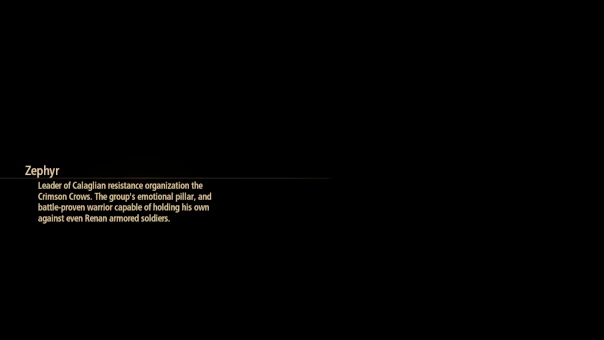 Zephyr
Leader of Calaglian resistance organization the
Crimson Crows. The group's emotional pillar, and
battle-proven warrior capable of holding his own
against even Renan armored soldiers.